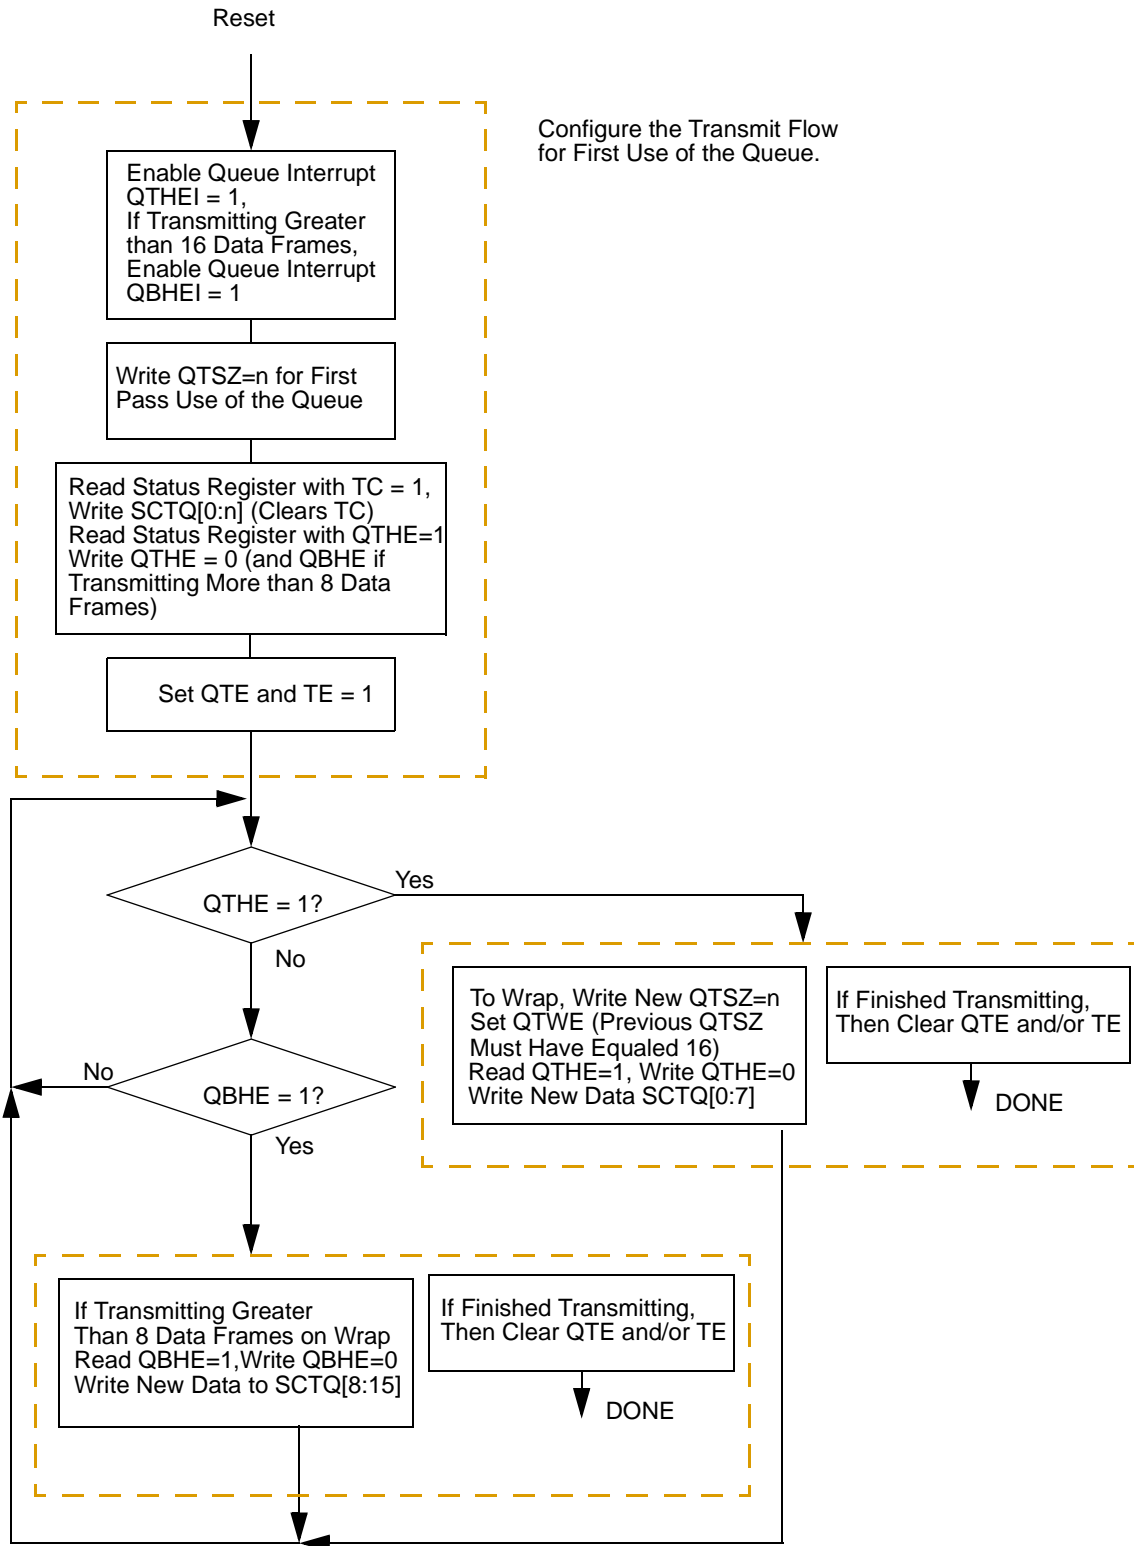 Reset
Configure the Transmit Flow
for First Use of the Queue.
Enable Queue Interrupt
QTHEI = 1,
If Transmitting Greater
than 16 Data Frames,
Enable Queue Interrupt
QBHEI = 1
Write QTSZ=n for First
Pass Use of the Queue
Read Status Register with TC = 1,
Write SCTQ[0:n] (Clears TC)
Read Status Register with QTHE=1
Write QTHE = 0 (and QBHE if
Transmitting More than 8 Data
Frames)
Set QTE and TE = 1
QTHE = 1?
Yes
No
To Wrap, Write New QTSZ=n
Set QTWE (Previous QTSZ
Must Have Equaled 16)
Read QTHE=1, Write QTHE=0
Write New Data SCTQ[0:7]
If Finished Transmitting,
Then Clear QTE and/or TE
DONE
No
QBHE = 1?
Yes
If Transmitting Greater
Than 8 Data Frames on Wrap
Read QBHE=1,Write QBHE=0
Write New Data to SCTQ[8:15]
If Finished Transmitting,
Then Clear QTE and/or TE
DONE